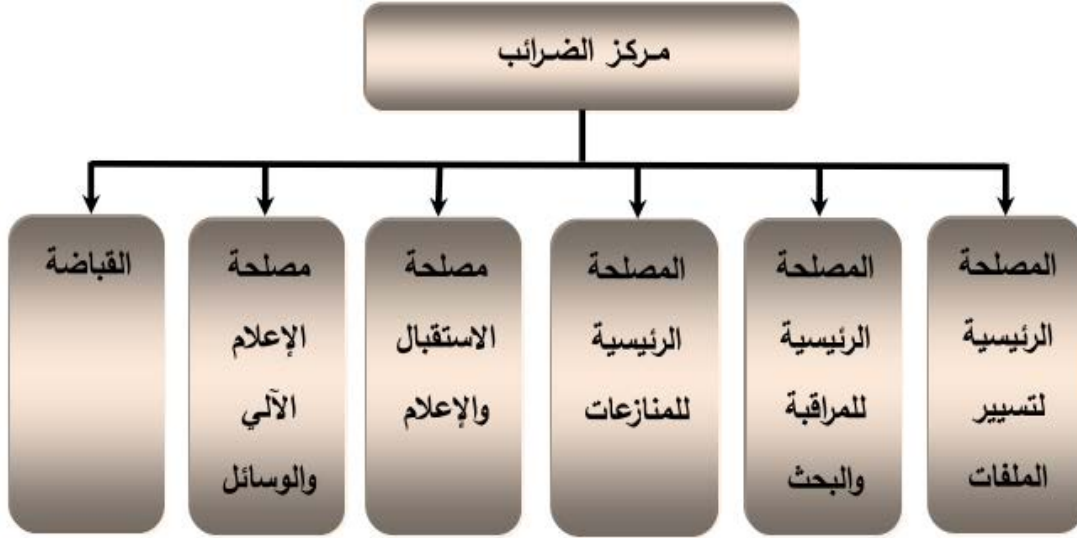 مركز الضرائب
المصلحة
الرئيسية
لتسيير
الملفات
المصلحة
الرئيسية
للمراقبة
والبحث
المصلحة
الرئيسية
للمنازعات
مصلحة
الاستقبال
والإعلام
مصلحة
الإعلام
الآلي
والوسائل
القباضة